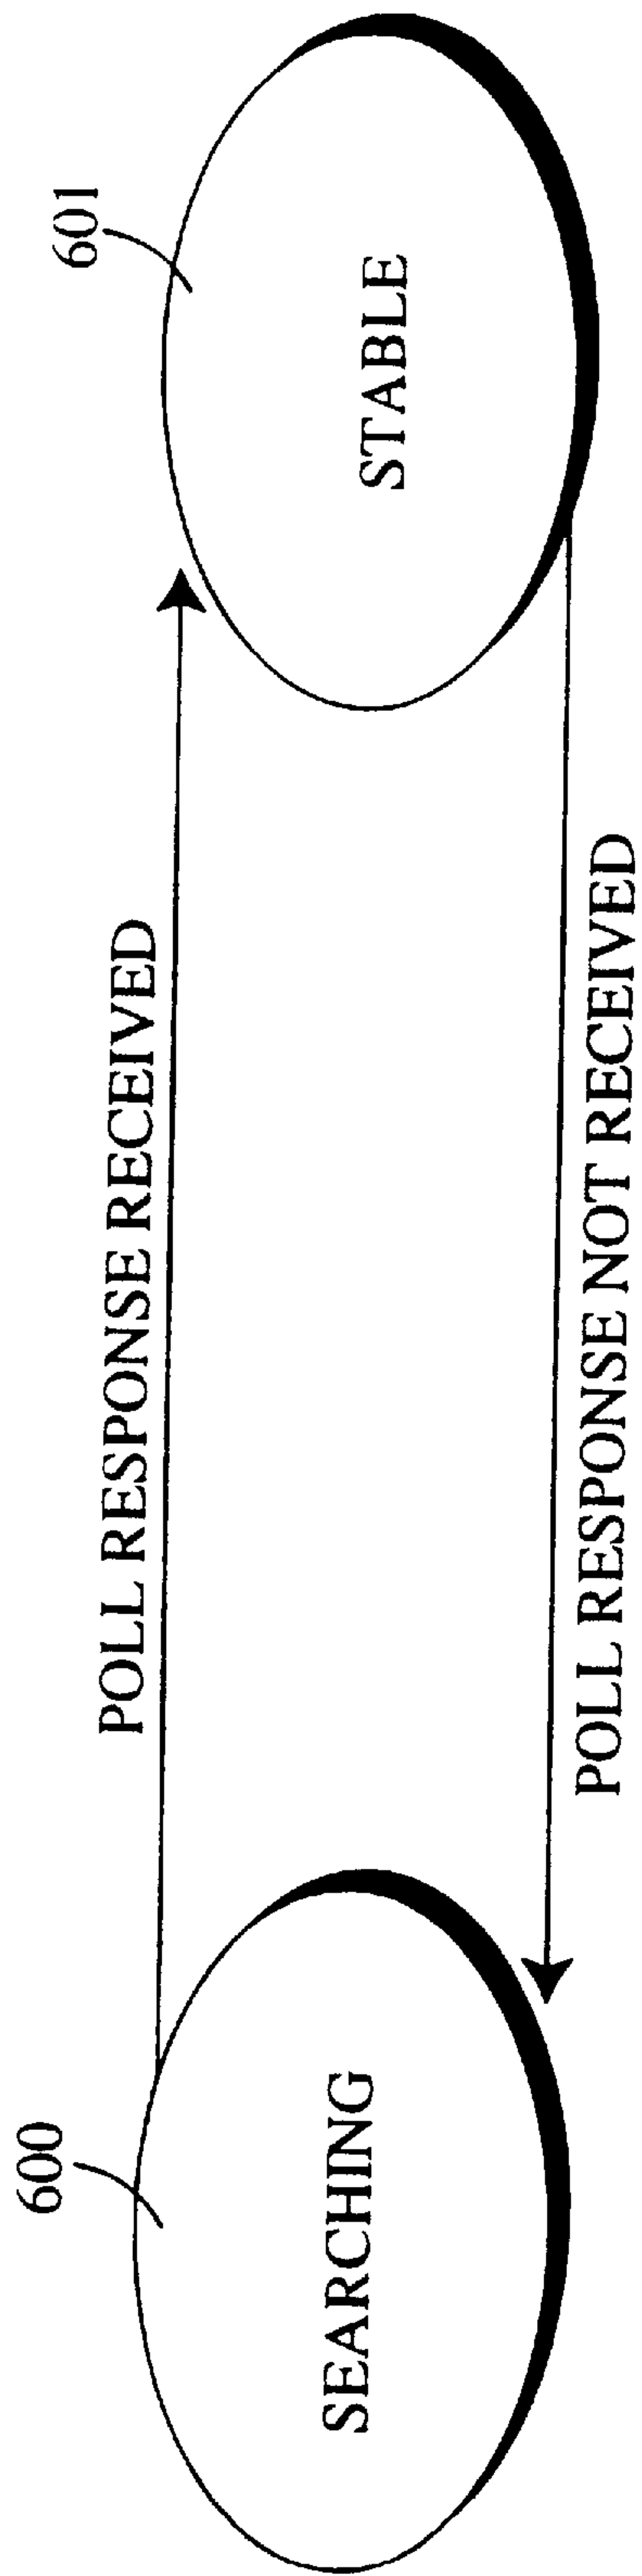 601
POLL RESPONSE RECEIVED
600
STABLE
SEARCHING
POLL RESPONSE NOT RECEIVED